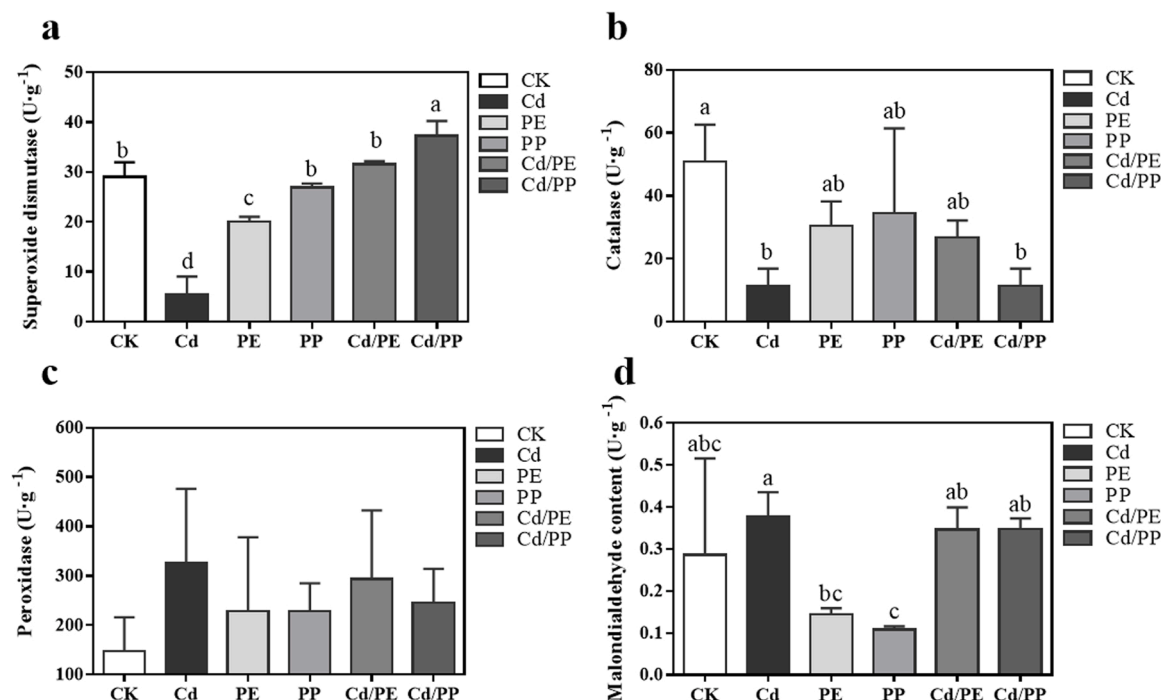 a
Superoxide dismutase (U·g⁻¹)
50
40
30
20
10
0
b
d
c
b
b
a
CK
Cd
PE
PP
Cd/PE
Cd/PP
CK
Cd
PE
PP
Cd/PE
Cd/PP
b
Catalase (U·g⁻¹)
80
60
40
20
0
a
b
ab
ab
ab
b
CK
Cd
PE
PP
Cd/PE
Cd/PP
CK
Cd
PE
PP
Cd/PE
Cd/PP
c
Peroxidase (U·g⁻¹)
600
500
400
300
200
100
CK
Cd
PE
PP
Cd/PE
Cd/PP
CK
Cd
PE
PP
Cd/PE
Cd/PP
d
Malondialdehyde content (U·g⁻¹)
0.6
0.5
0.4
0.3
0.2
0.1
0.0
abc
a
bc
c
ab
ab
CK
Cd
PE
PP
Cd/PE
Cd/PP
CK
Cd
PE
PP
Cd/PE
Cd/PP